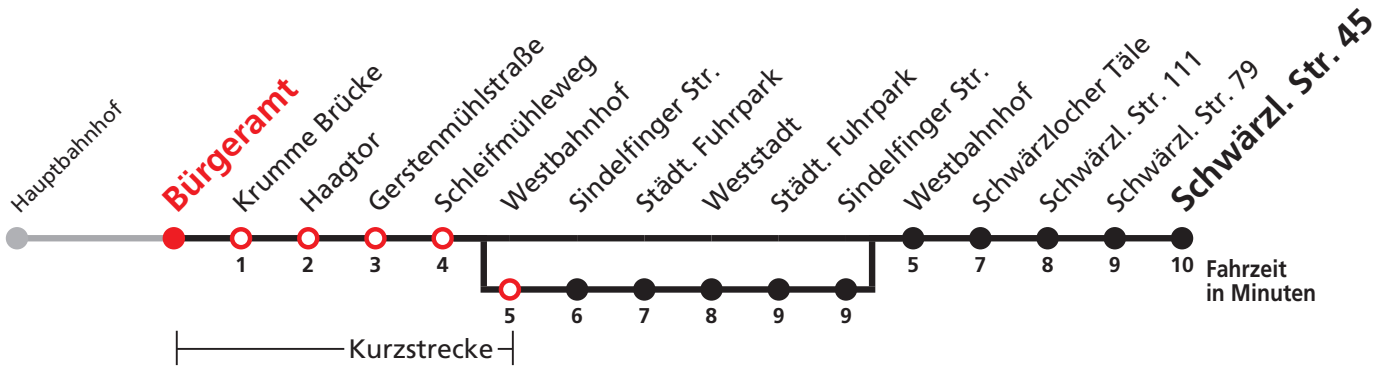 Hauptbahnhof
Bürgeramt
Krumme Brücke
Haagtor
Gerstenmühlstraße
Schleifmühleweg
Westbahnhof
Sindelfinger Str.
Städt. Fuhrpark
Weststadt
Städt. Fuhrpark
Sindelfinger Str.
Westbahnhof
Schwärzlocher Täle
Schwärzl. Str. 111
Schwärzl. Str. 79
Schwärzl. Str. 45
1 2 3 4 5 7 8 9 10
Fahrzeit
in Minuten
5 6 7 8 9 9
Kurzstrecke